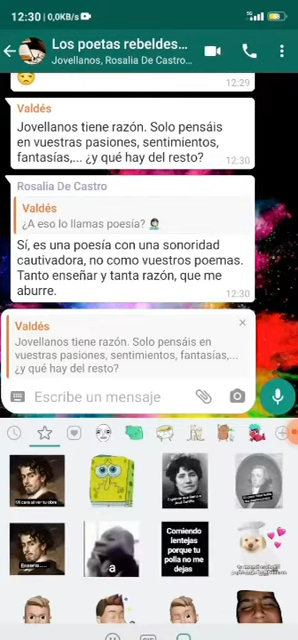 12:30 | 0,0KB/s
Los poetas rebeldes...
Jovellanos, Rosalia De Castro...
12:29
Valdés
Jovellanos tiene razón. Solo pensáis
en vuestras pasiones, sentimientos,
fantasías,... ¿y qué hay del resto?
12:30
Rosalia De Castro
Valdés
¿A eso lo llamas poesía?
Sí, es una poesía con una sonoridad
cautivadora, no como vuestros poemas.
Tanto enseñar y tanta razón, que me
aburre.
12:30
Valdés
Jovellanos tiene razón. Solo pensáis en
vuestras pasiones, sentimientos, fantasías,...
¿y qué hay del resto?
Escribe un mensaje
a
Comiendo
lentejas
porque tu
polla no me
dejas
GIF